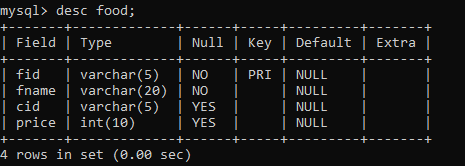 mysql> desc food;
+-------+-------------+------+-----+---------+-------+
| Field | Type        | Null | Key | Default | Extra |
+-------+-------------+------+-----+---------+-------+
| fid   | varchar(5)  | NO   | PRI | NULL    |       |
| fname | varchar(20) | NO   |     | NULL    |       |
| cid   | varchar(5)  | YES  |     | NULL    |       |
| price | int(10)     | YES  |     | NULL    |       |
+-------+-------------+------+-----+---------+-------+
4 rows in set (0.00 sec)